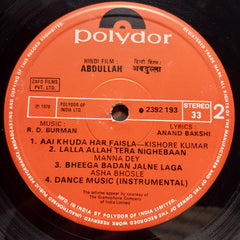 polydor
HINDI FILM : हिन्दी फिल्म :
ABDULLAH अबदुल्लाह
ZAFO FILMS
PVT. LTD.
℗ 1979
POLYDOR OF
INDIA LTD.
2392 193
STEREO
33
2
MUSIC :
R. D. BURMAN
LYRICS
ANAND BAKSHI
1. AAI KHUDA HAR FAISLA—KISHORE KUMAR
2. LALLA ALLAH TERA NIGHEBAAN
MANNA DEY
3. BHEEGA BADAN JALNE LAGA
ASHA BHOSLE
4. DANCE MUSIC (INSTRUMENTAL)
The artistes appear by courtesy of
The Gramophone Company
of India Limited